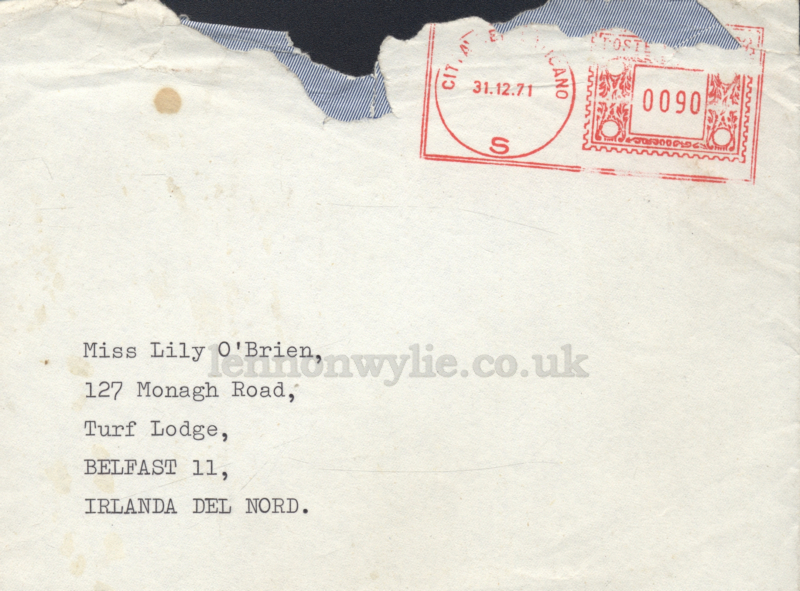 31.12.71
0090
S
Miss Lily O'Brien,
lennonwylie.co.uk
127 Monagh Road,
Turf Lodge,
BELFAST 11,
IRLANDA DEL NORD.